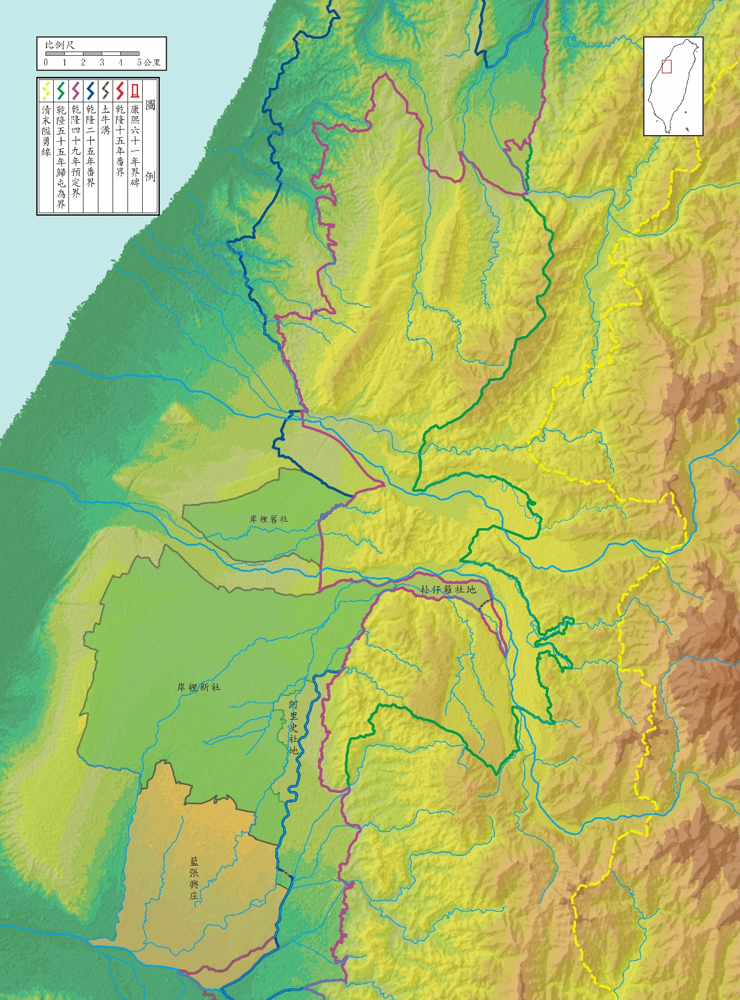 比例尺
0 1 2 3 4 5公里
圖例
康熙六十一年界碑
乾隆十五年番界
土牛溝
乾隆二十五年番界
乾隆四十九年預定界
乾隆五十五年歸屯為界
清末隘勇線
岸裡舊社
朴仔籬社地
岸裡新社
阿里史社地
藍張興庄